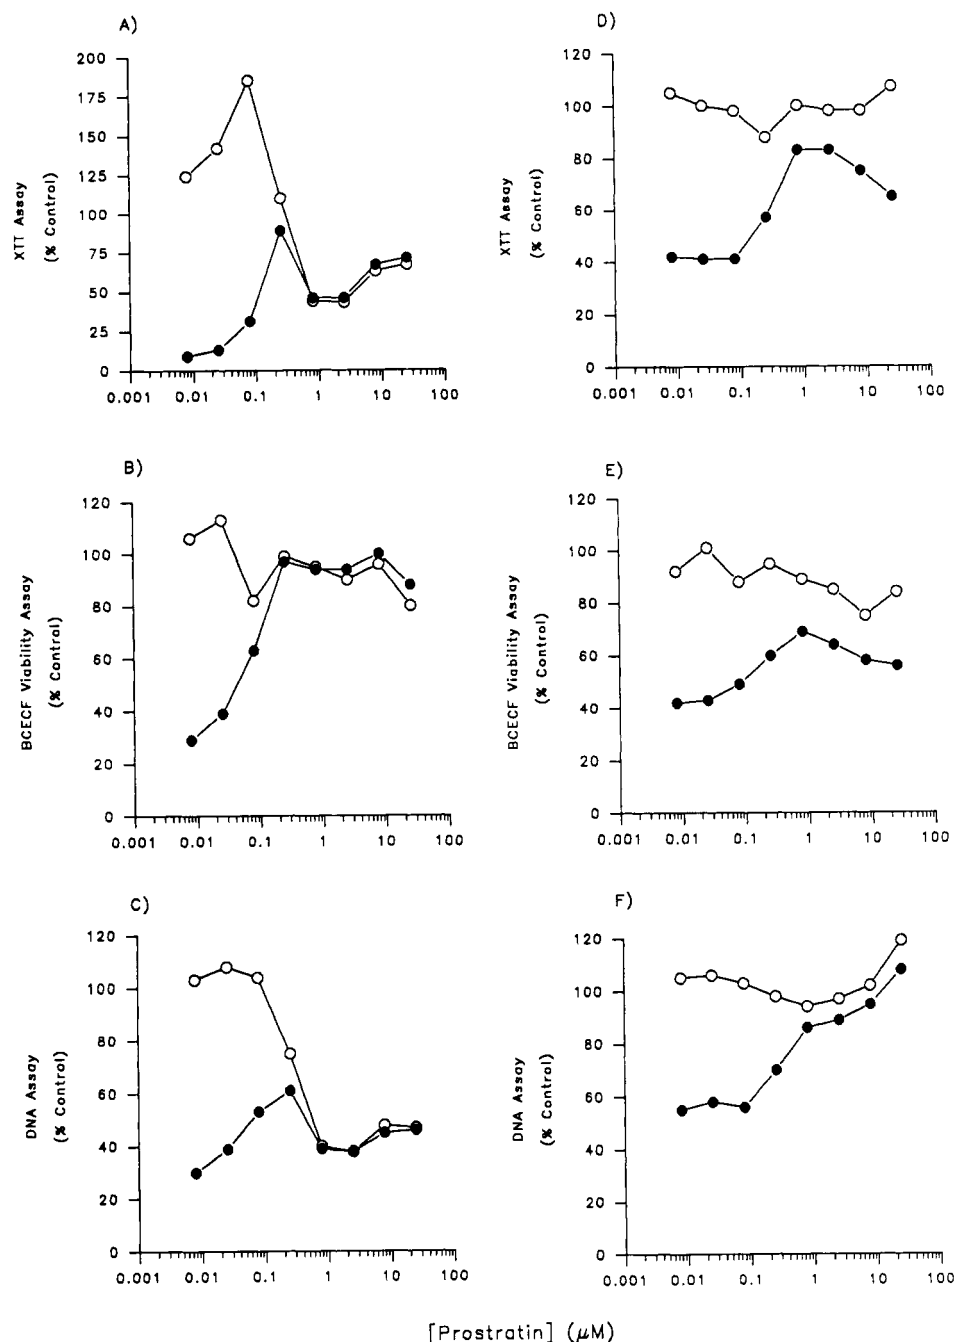 A)
200
175
150
125
100
75
50
25
0
XTT Assay
(% Control)
0.001 0.01 0.1 1 10 100
D)
120
100
80
60
40
20
0
XTT Assay
(% Control)
0.001 0.01 0.1 1 10 100
B)
120
100
80
60
40
20
0
BCECF Viability Assay
(% Control)
0.001 0.01 0.1 1 10 100
E)
120
100
80
60
40
20
0
BCECF Viability Assay
(% Control)
0.001 0.01 0.1 1 10 100
C)
120
100
80
60
40
20
0
DNA Assay
(% Control)
0.001 0.01 0.1 1 10 100
F)
120
100
80
60
40
20
0
DNA Assay
(% Control)
0.001 0.01 0.1 1 10 100
[Prostratin] (μM)